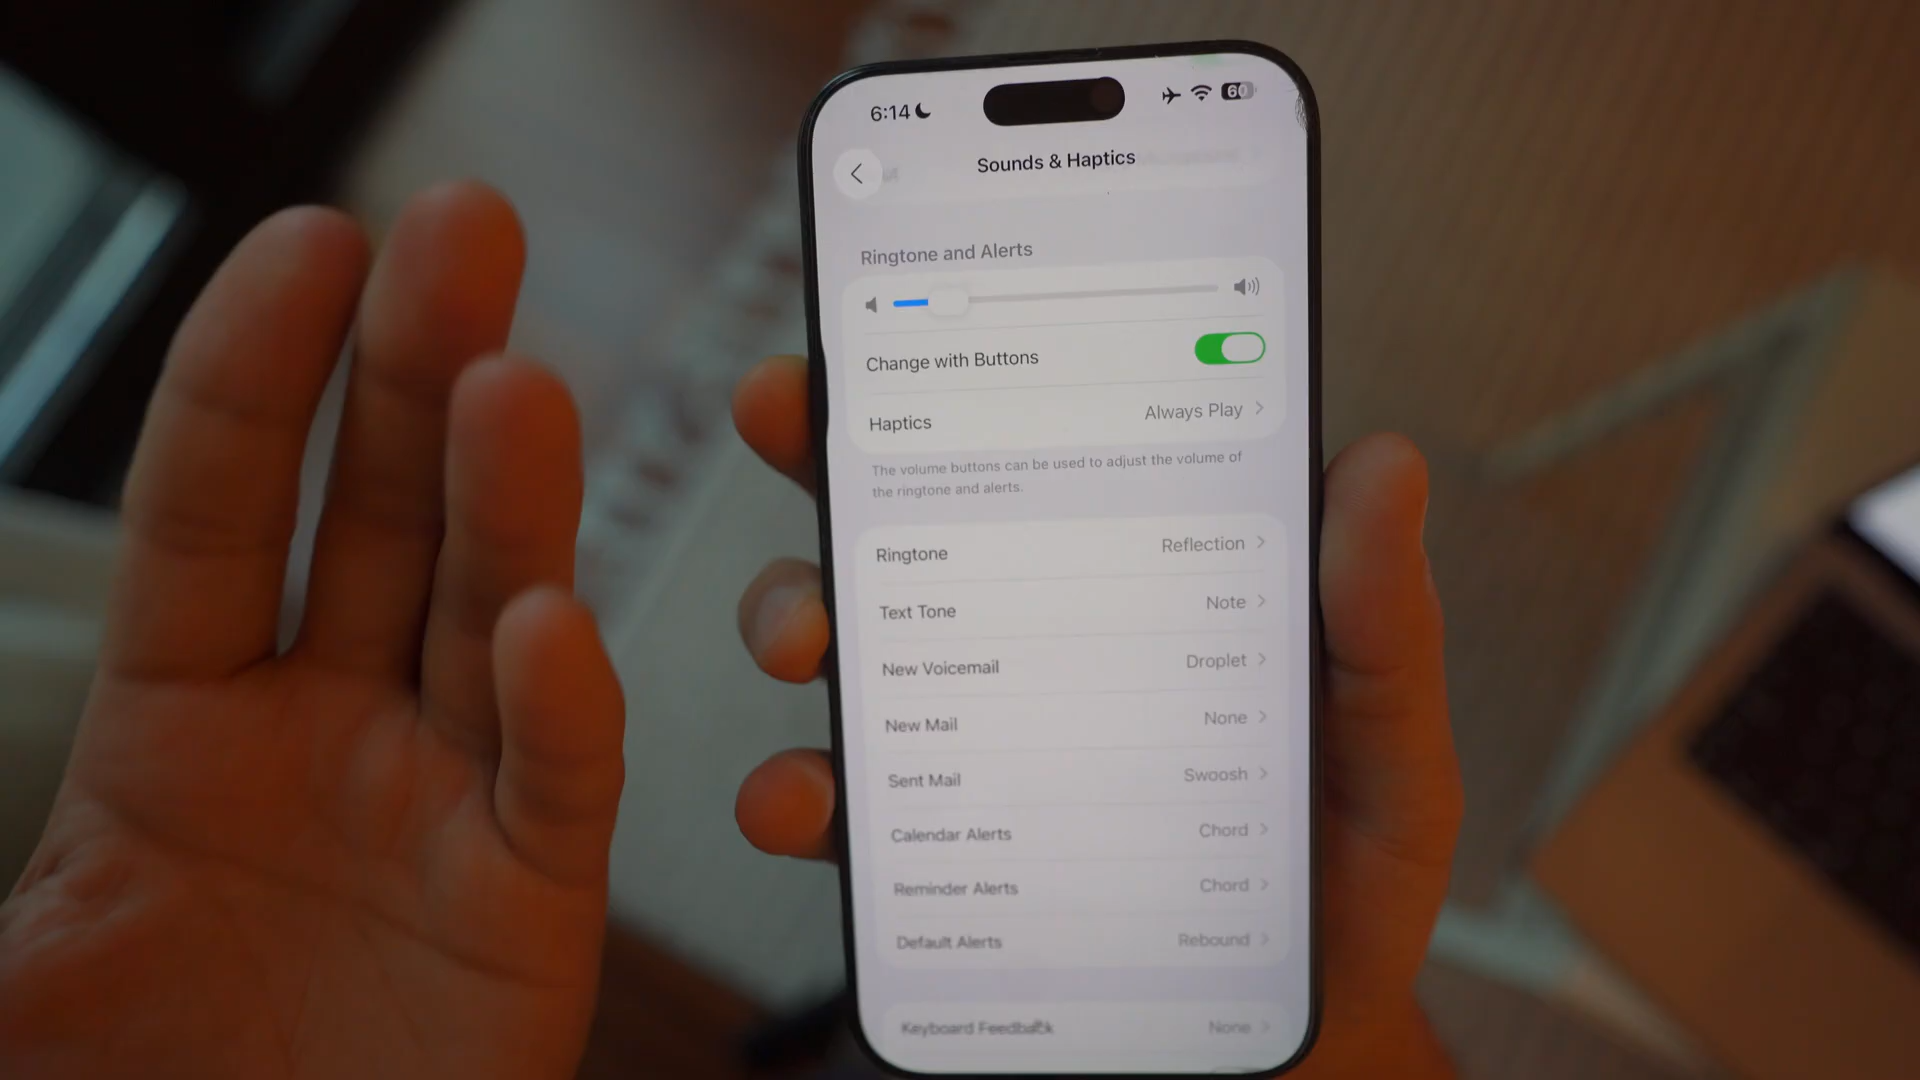 6:14
60
Sounds & Haptics
Ringtone and Alerts
Change with Buttons
Haptics Always Play
The volume buttons can be used to adjust the volume of
the ringtone and alerts.
Ringtone Reflection
Text Tone Note
New Voicemail Droplet
New Mail None
Sent Mail Swoosh
Calendar Alerts Chord
Reminder Alerts Chord
Default Alerts Rebound
Keyboard Feedback None